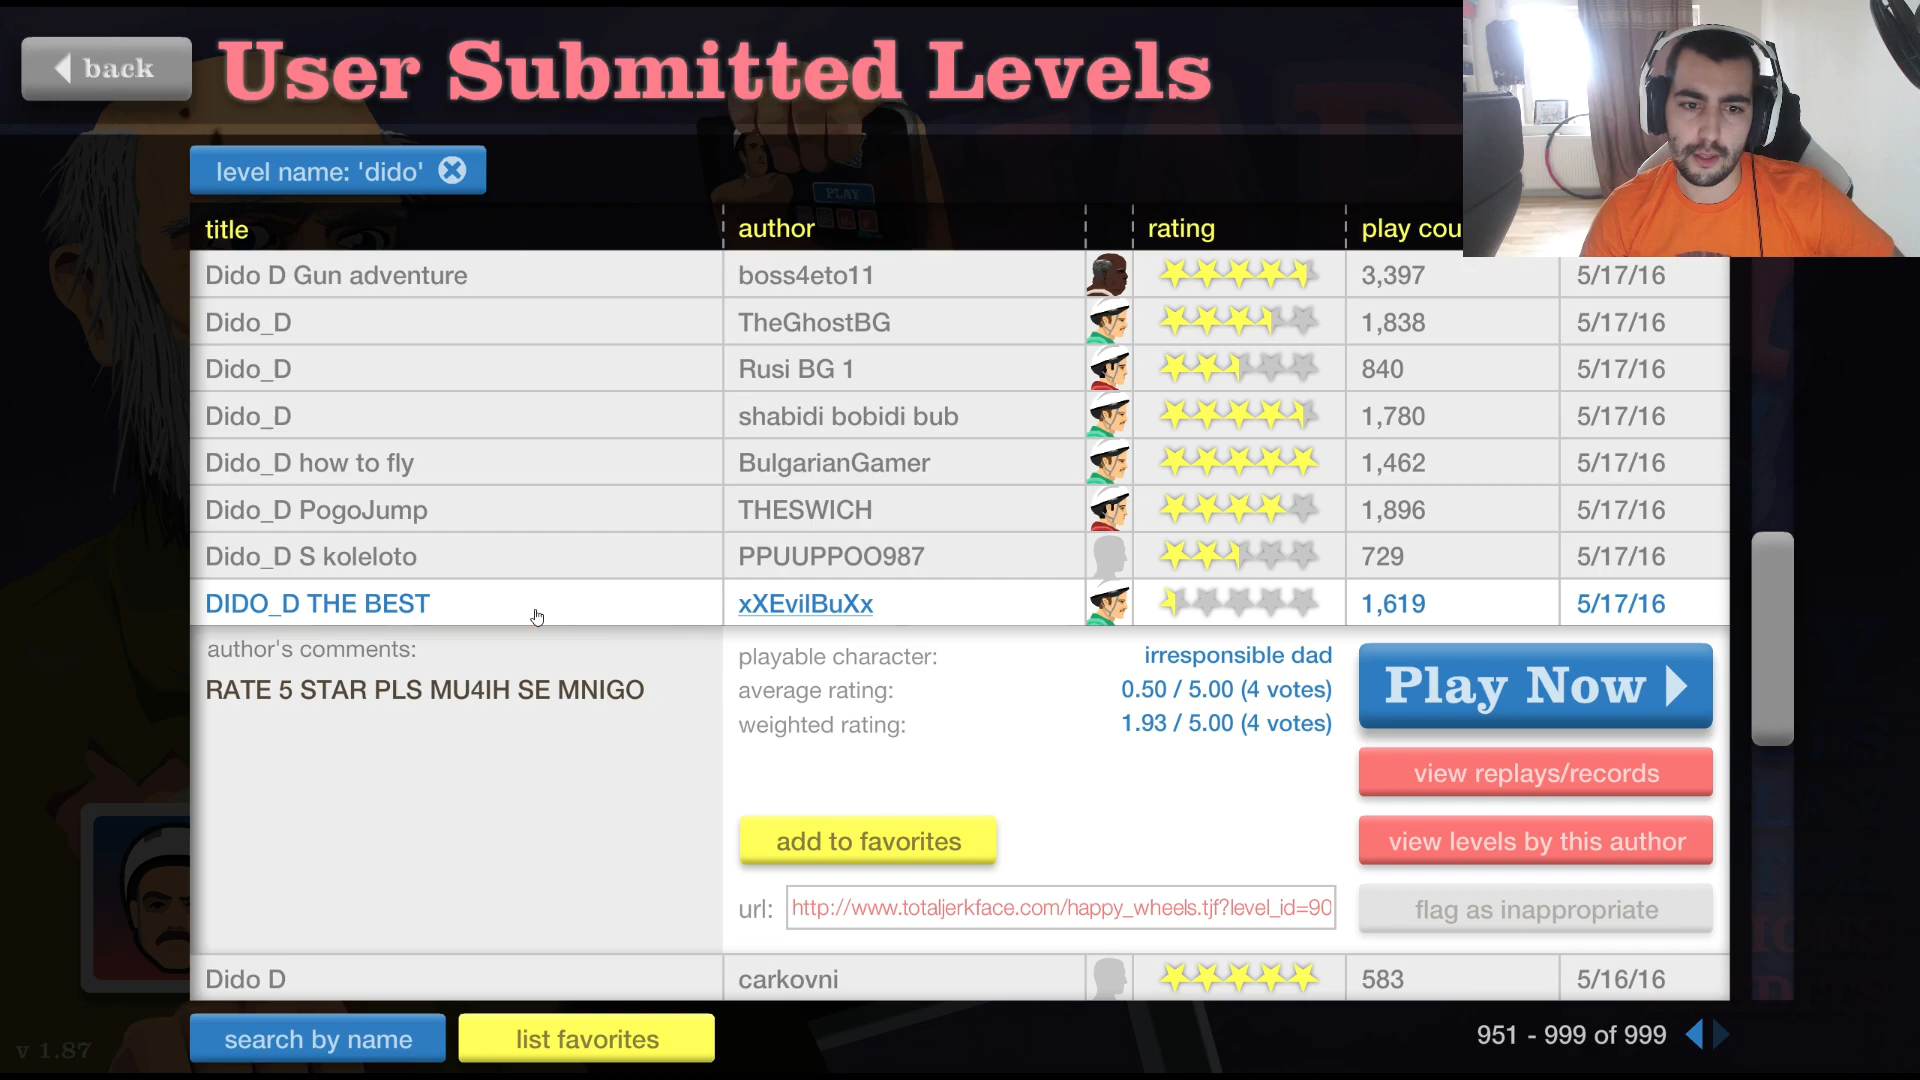 back
User Submitted Levels
level name: 'dido'
title author rating play cou
Dido D Gun adventure boss4eto11 3,397 5/17/16
Dido_D TheGhostBG 1,838 5/17/16
Dido_D Rusi BG 1 840 5/17/16
Dido_D shabidi bobidi bub 1,780 5/17/16
Dido_D how to fly BulgarianGamer 1,462 5/17/16
Dido_D PogoJump THESWICH 1,896 5/17/16
Dido_D S koleloto PPUUPPOO987 729 5/17/16
DIDO_D THE BEST xXEvilBuXx 1,619 5/17/16
author's comments:
RATE 5 STAR PLS MU4IH SE MNIGO
playable character: irresponsible dad
average rating: 0.50 / 5.00 (4 votes)
weighted rating: 1.93 / 5.00 (4 votes)
Play Now
view replays/records
add to favorites
view levels by this author
url: http://www.totaljerkface.com/happy_wheels.tjf?level_id=90
flag as inappropriate
Dido D carkovni 583 5/16/16
search by name
list favorites
951 - 999 of 999
v 1.87
PLAY